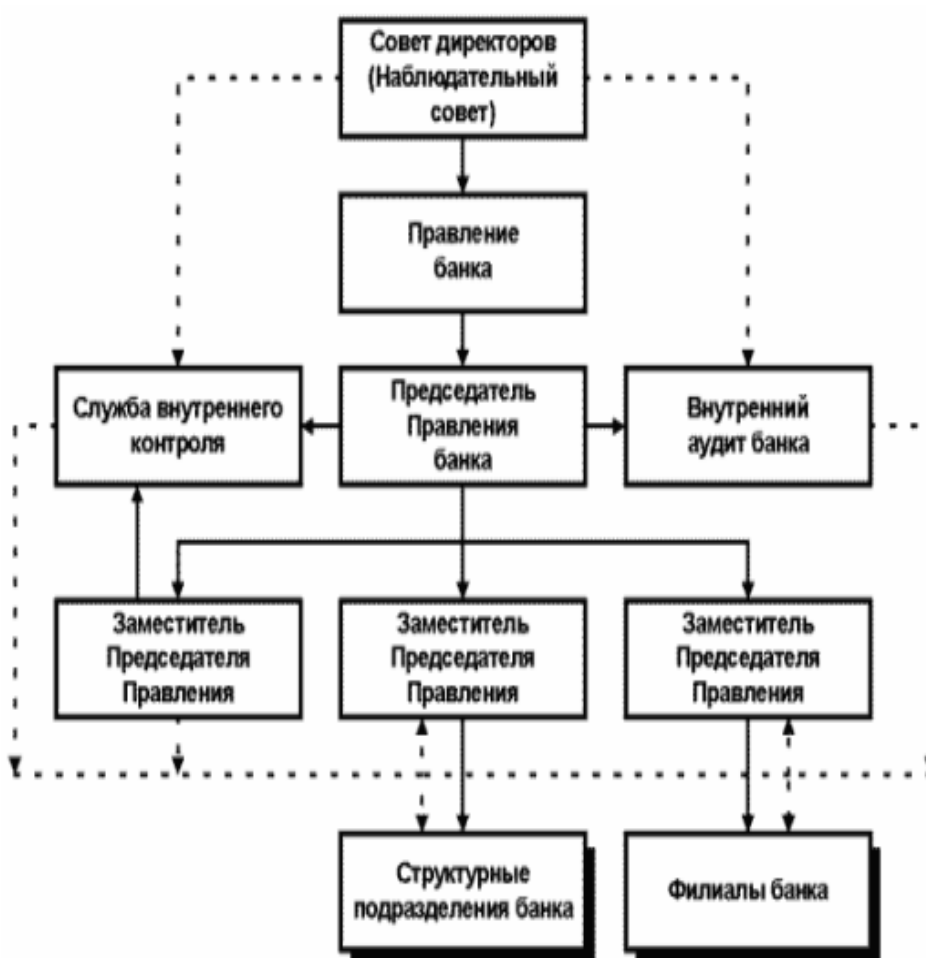 Совет директоров
(Наблюдательный
совет)
Правление
банка
Служба внутреннего
контроля
Председатель
Правления
банка
Внутренний
аудит банка
Заместитель
Председателя
Правления
Заместитель
Председателя
Правления
Заместитель
Председателя
Правления
Структурные
подразделения банка
Филиалы банка